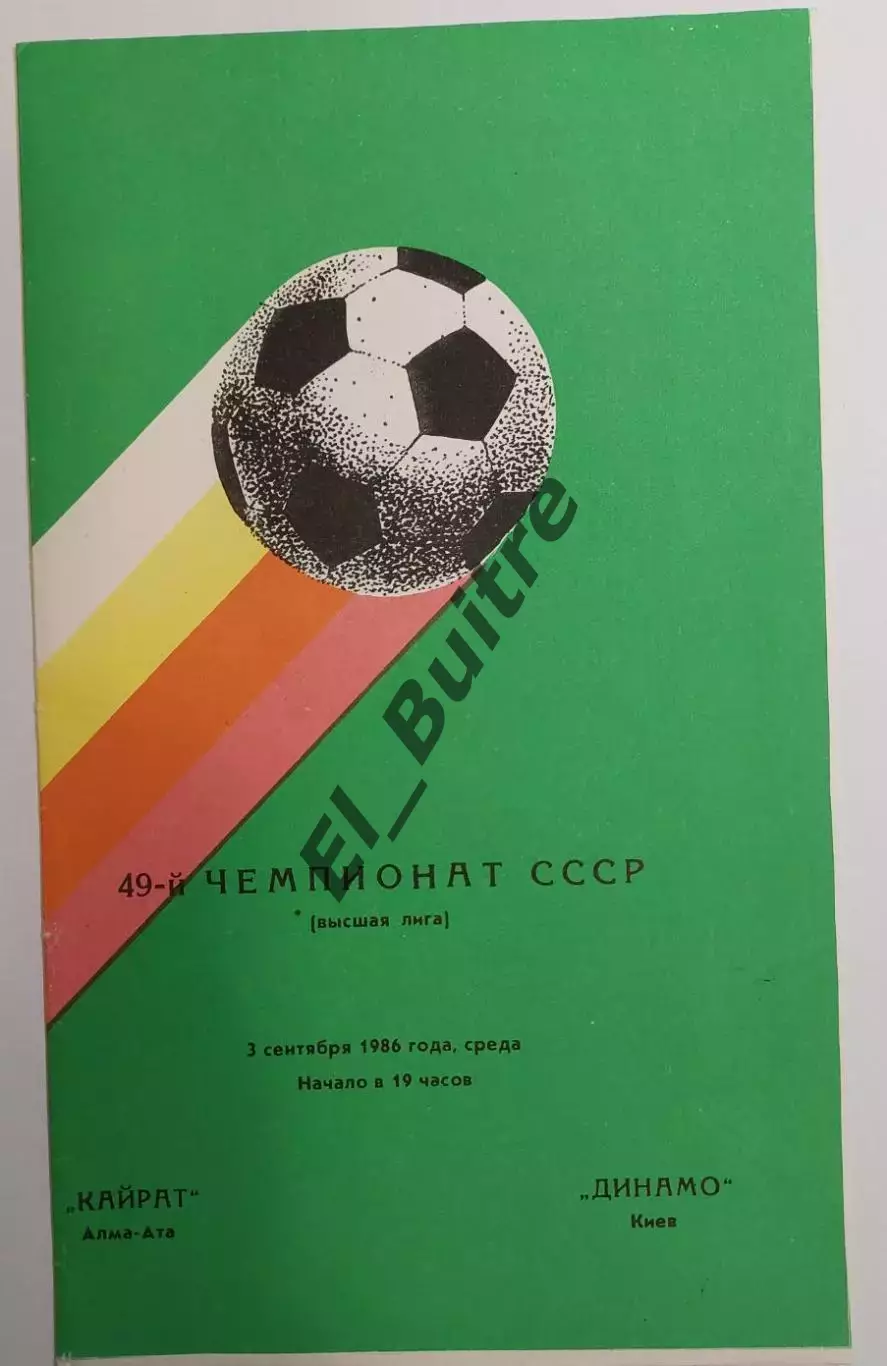 El_Buitre
49-й ЧЕМПИОНАТ СССР
(высшая лига)
3 сентября 1986 года, среда
Начало в 19 часов
„КАЙРАТ“
Алма-Ата
„ДИНАМО“
Киев